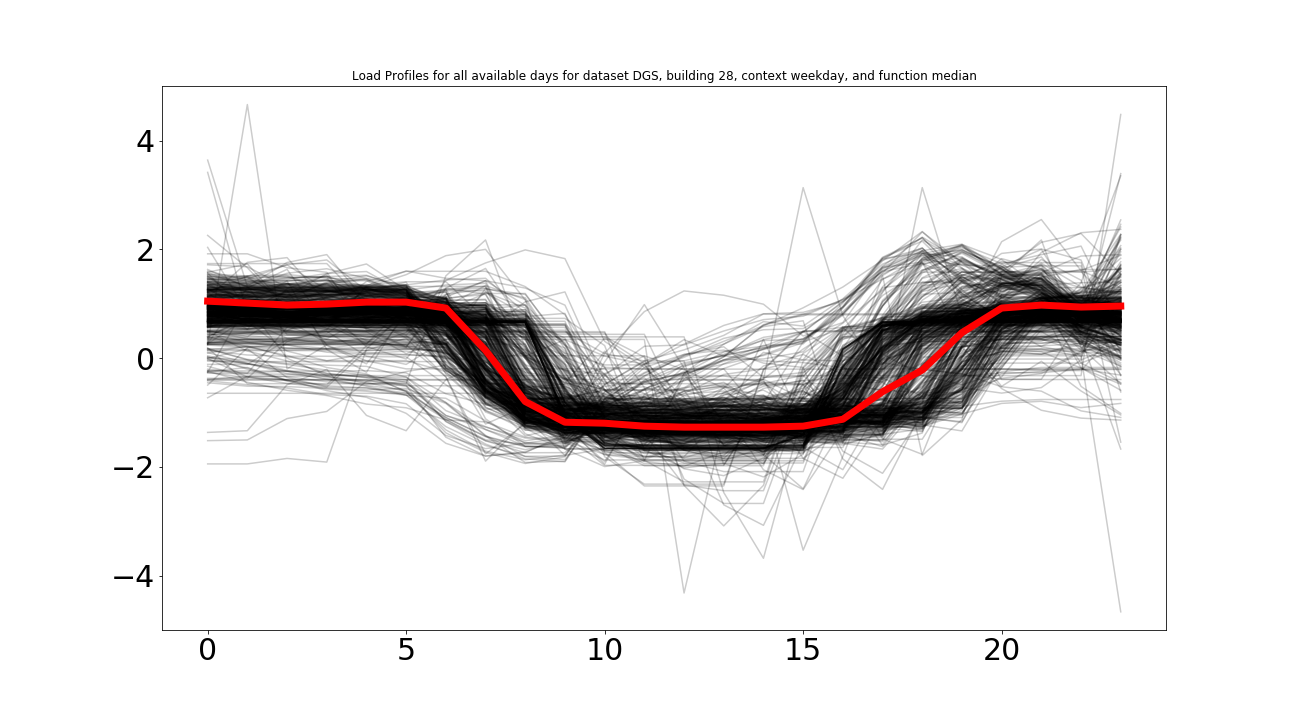 Load Profiles for all available days for dataset DGS, building 28, context weekday, and function median
4
2
0
−2
−4
0 5 10 15 20